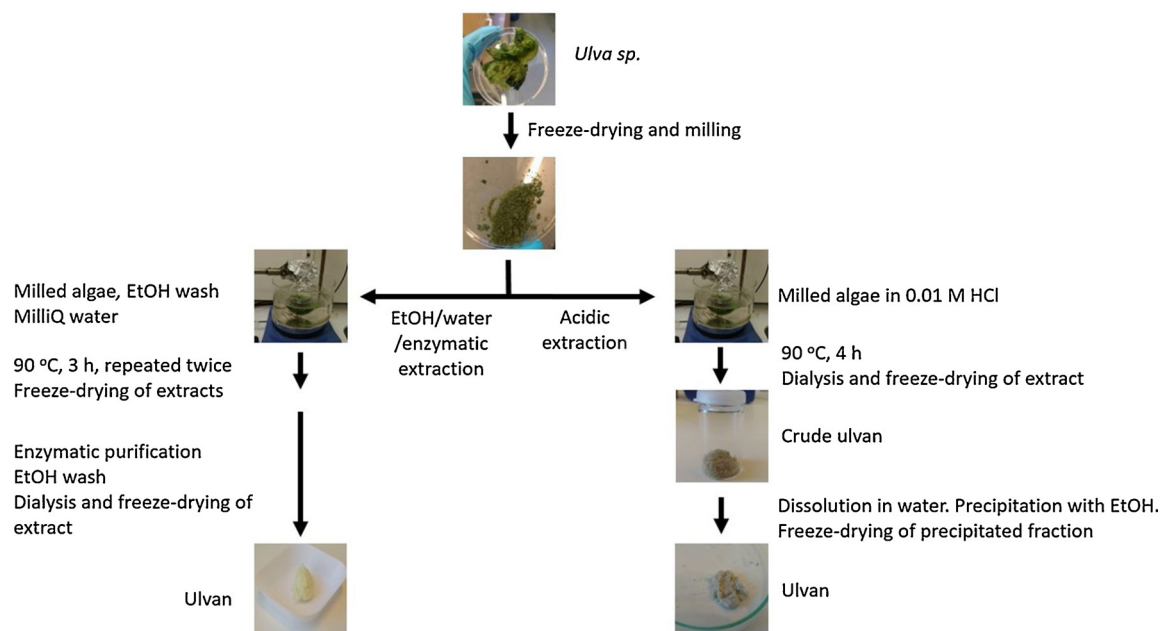 Ulva sp.
Freeze-drying and milling
Milled algae, EtOH wash
MilliQ water
EtOH/water
/enzymatic
extraction
Acidic
extraction
Milled algae in 0.01 M HCl
90 ºC, 3 h, repeated twice
Freeze-drying of extracts
90 ºC, 4 h
Dialysis and freeze-drying of extract
Crude ulvan
Enzymatic purification
EtOH wash
Dialysis and freeze-drying of
extract
Dissolution in water. Precipitation with EtOH.
Freeze-drying of precipitated fraction
Ulvan
Ulvan